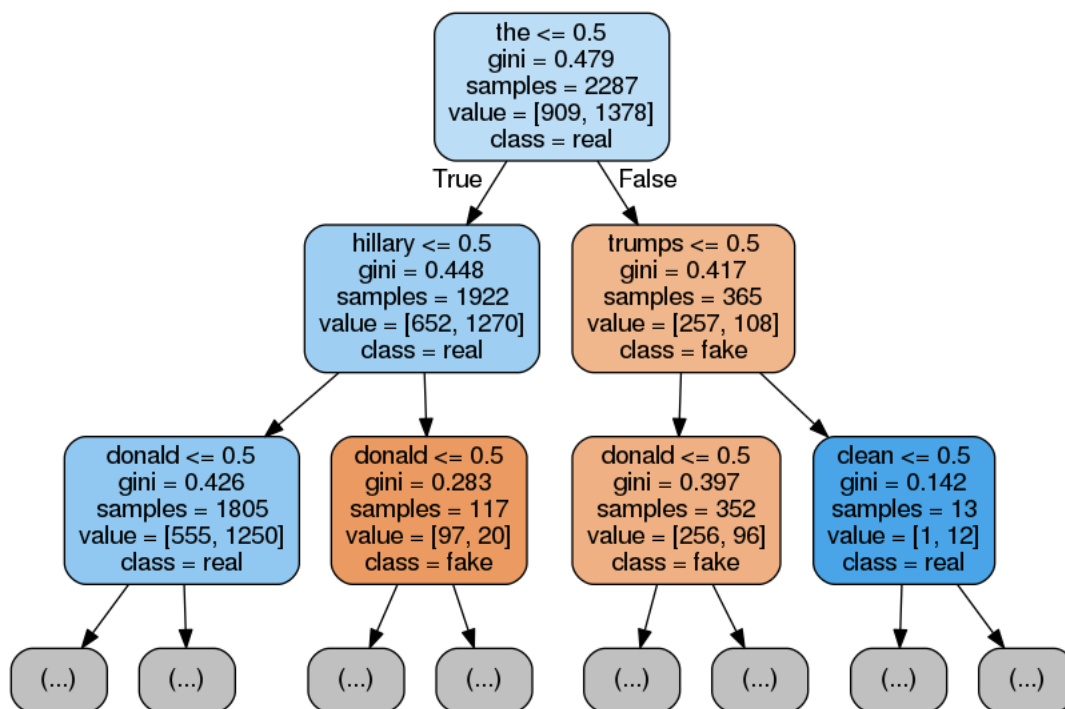 the <= 0.5
gini = 0.479
samples = 2287
value = [909, 1378]
class = real
True
False
hillary <= 0.5
gini = 0.448
samples = 1922
value = [652, 1270]
class = real
trumps <= 0.5
gini = 0.417
samples = 365
value = [257, 108]
class = fake
donald <= 0.5
gini = 0.426
samples = 1805
value = [555, 1250]
class = real
donald <= 0.5
gini = 0.283
samples = 117
value = [97, 20]
class = fake
donald <= 0.5
gini = 0.397
samples = 352
value = [256, 96]
class = fake
clean <= 0.5
gini = 0.142
samples = 13
value = [1, 12]
class = real
(...)
(...)
(...)
(...)
(...)
(...)
(...)
(...)